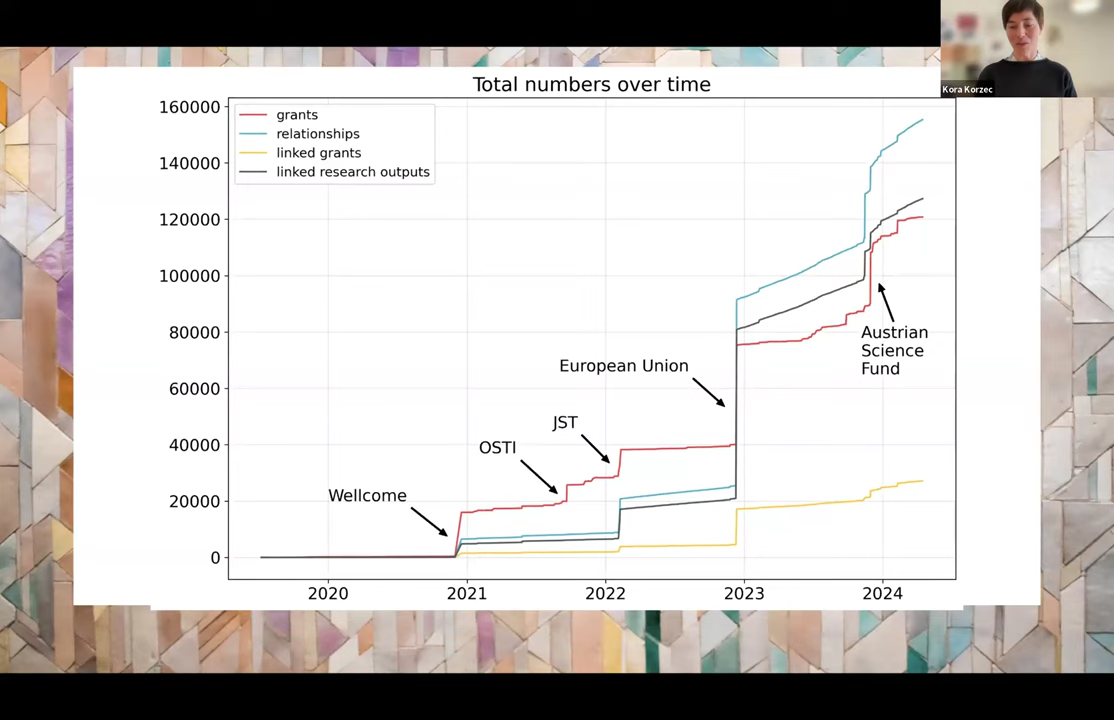 Kora Korzec
Total numbers over time
160000
140000
120000
100000
80000
60000
40000
20000
0
grants
relationships
linked grants
linked research outputs
Wellcome
OSTI
JST
European Union
Austrian
Science
Fund
2020
2021
2022
2023
2024